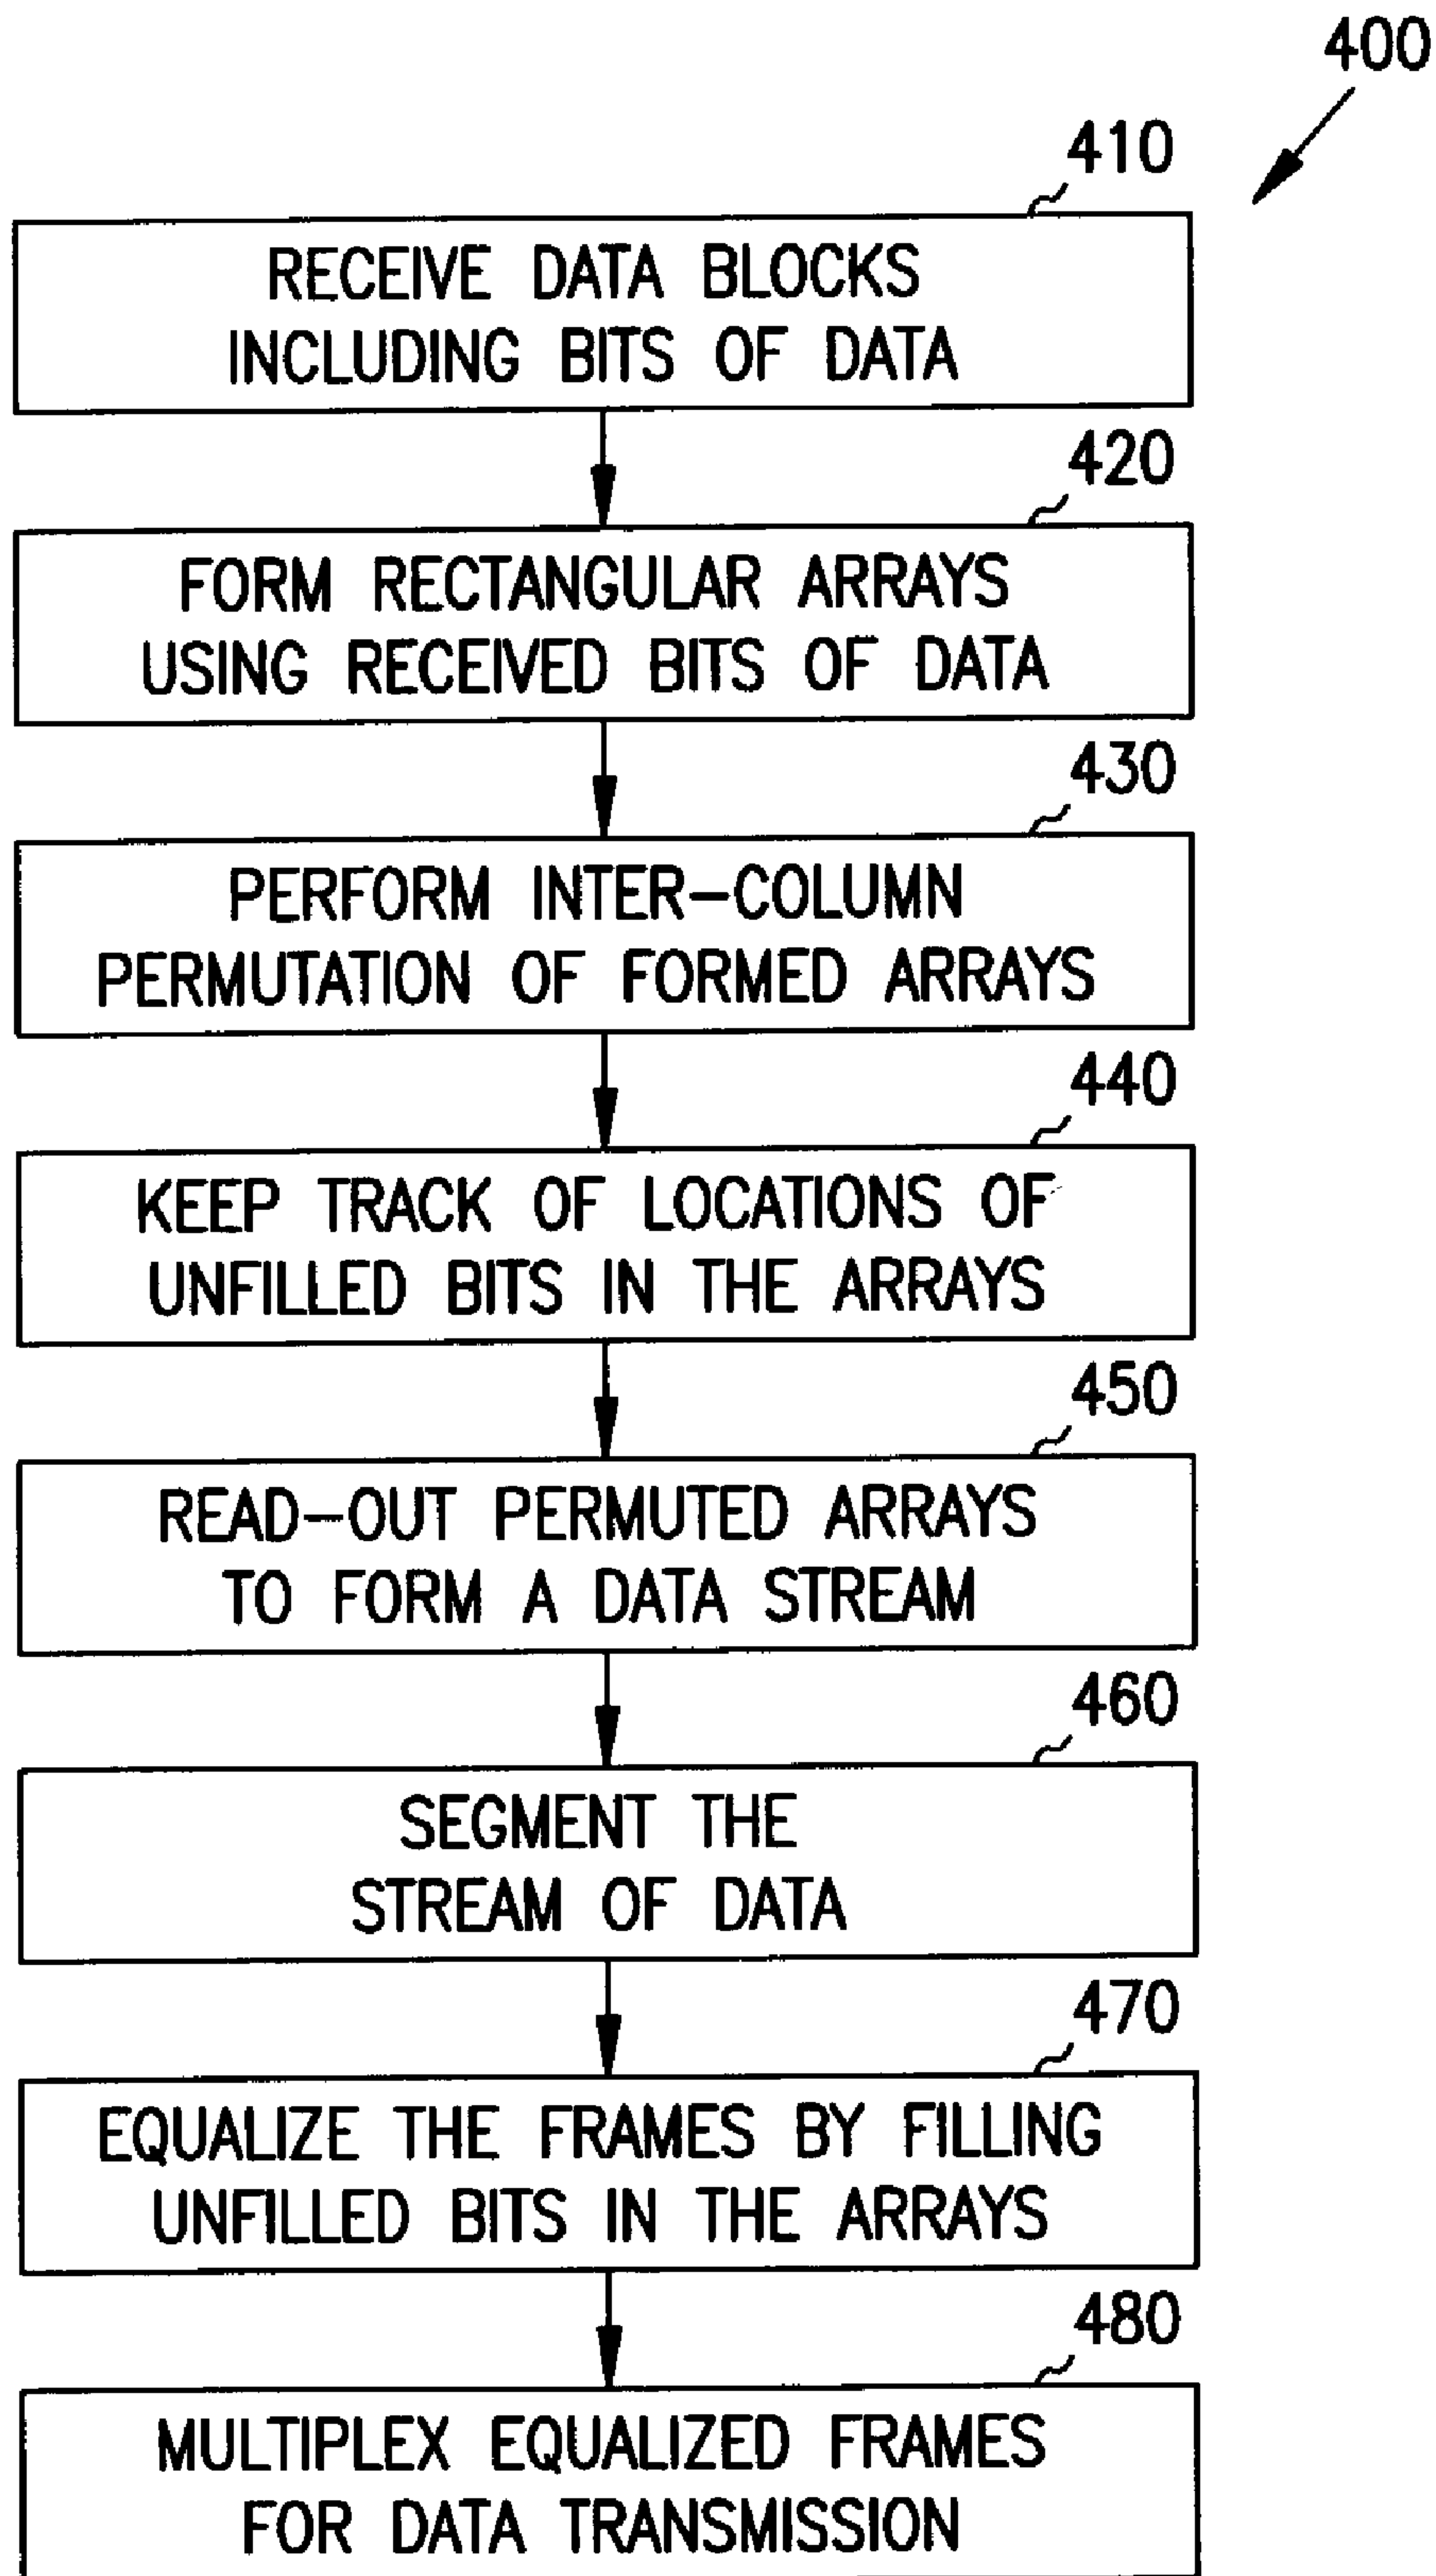 400
410
RECEIVE DATA BLOCKS
INCLUDING BITS OF DATA
420
FORM RECTANGULAR ARRAYS
USING RECEIVED BITS OF DATA
430
PERFORM INTER-COLUMN
PERMUTATION OF FORMED ARRAYS
440
KEEP TRACK OF LOCATIONS OF
UNFILLED BITS IN THE ARRAYS
450
READ-OUT PERMUTED ARRAYS
TO FORM A DATA STREAM
460
SEGMENT THE
STREAM OF DATA
470
EQUALIZE THE FRAMES BY FILLING
UNFILLED BITS IN THE ARRAYS
480
MULTIPLEX EQUALIZED FRAMES
FOR DATA TRANSMISSION